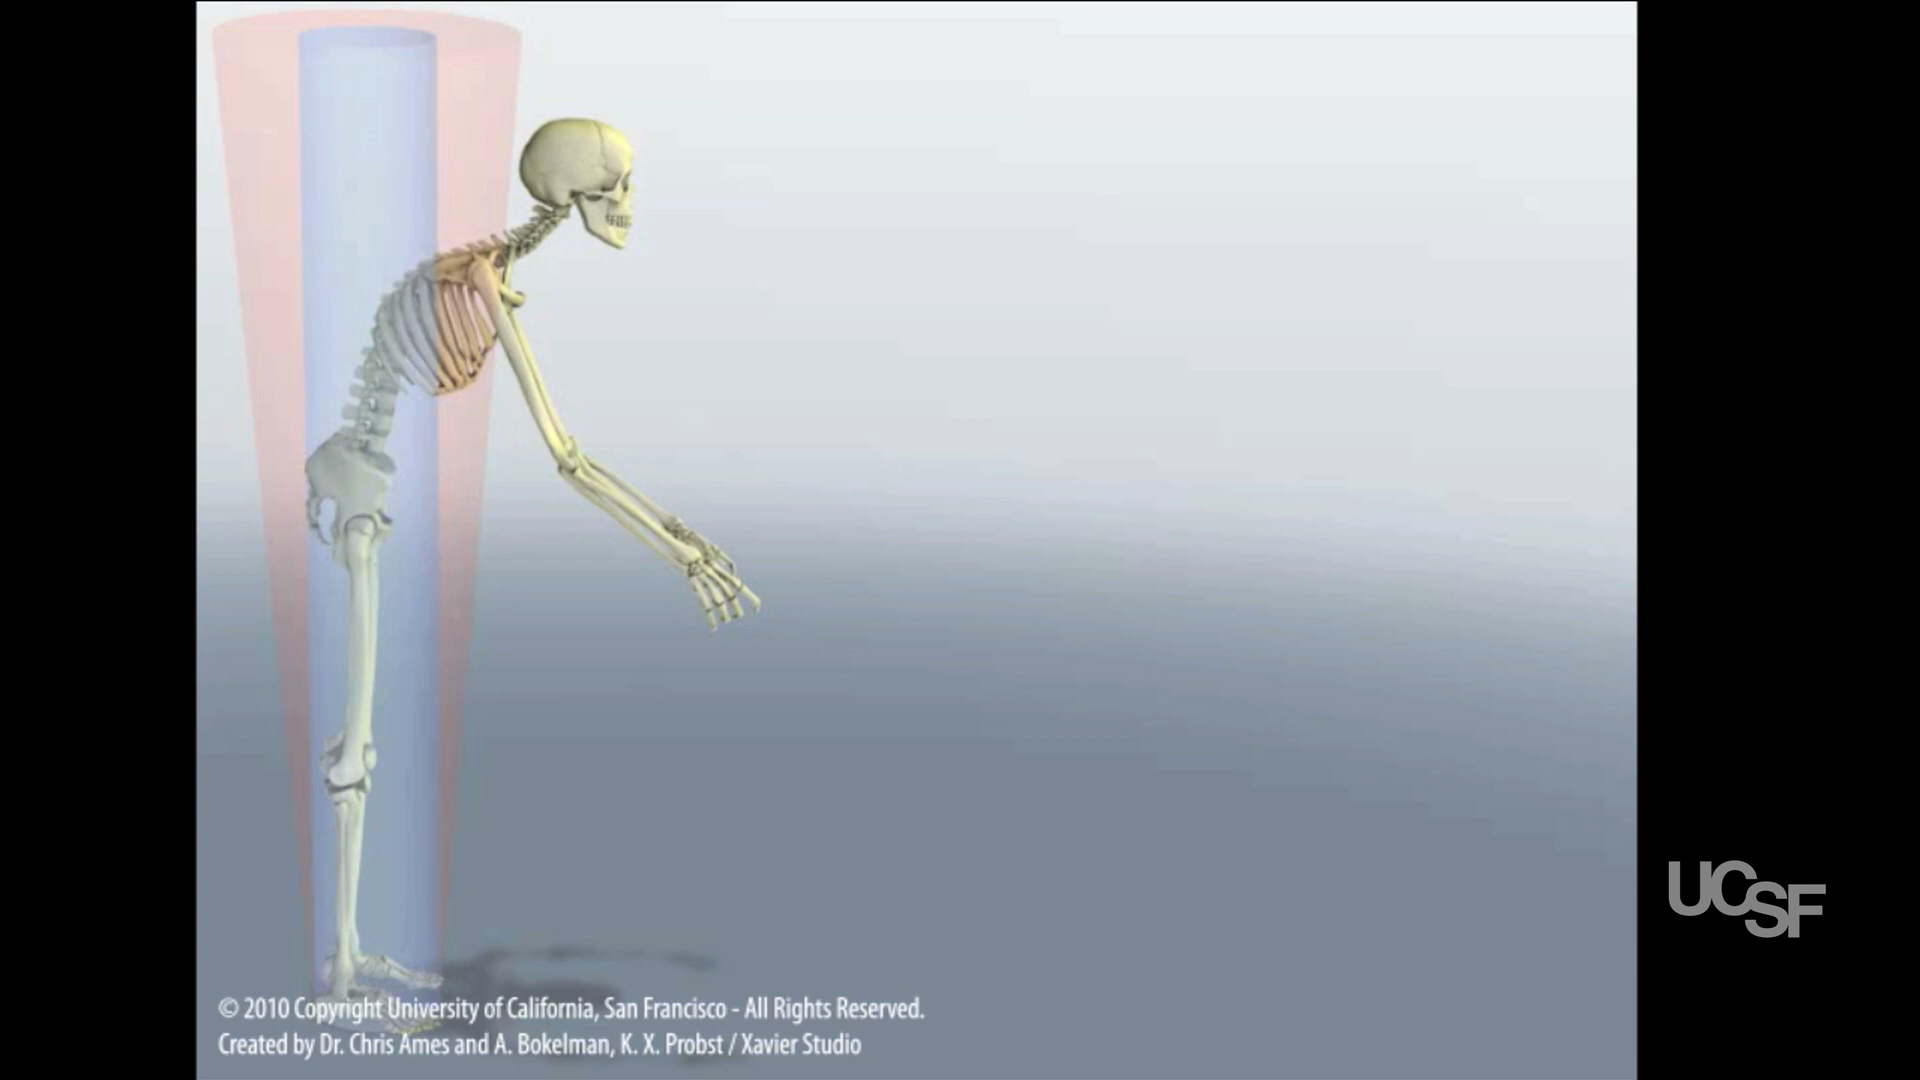 UCSF
© 2010 Copyright University of California, San Francisco - All Rights Reserved.
Created by Dr. Chris Ames and A. Bokelman, K. X. Probst / Xavier Studio